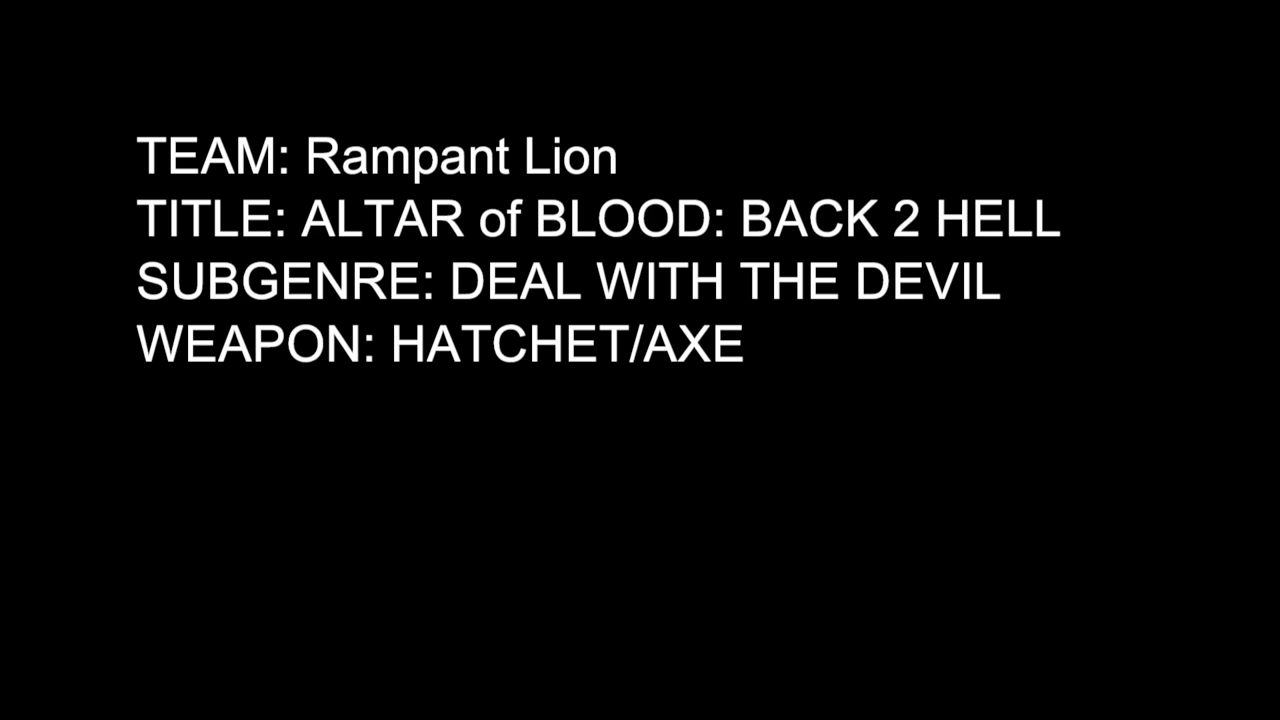 TEAM: Rampant Lion
TITLE: ALTAR of BLOOD: BACK 2 HELL
SUBGENRE: DEAL WITH THE DEVIL
WEAPON: HATCHET/AXE